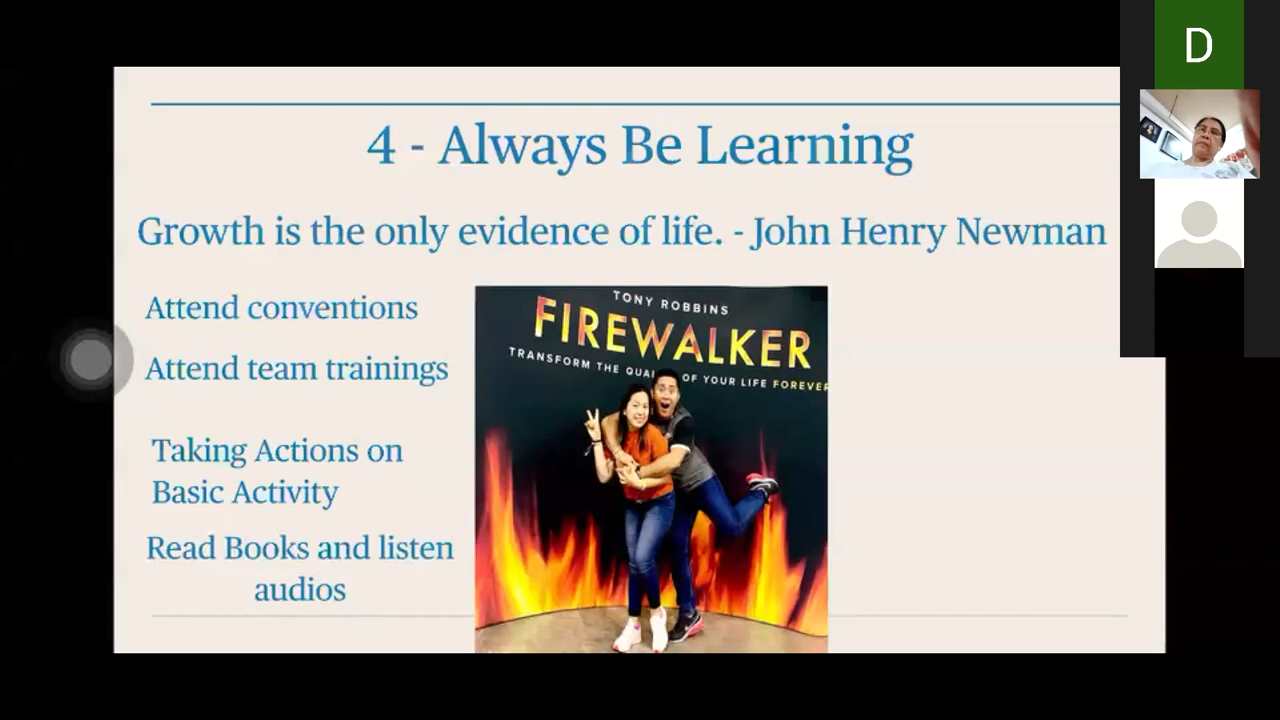 D
4 - Always Be Learning
Growth is the only evidence of life. - John Henry Newman
Attend conventions
Attend team trainings
Taking Actions on
Basic Activity
Read Books and listen
audios
TONY ROBBINS
FIREWALKER
TRANSFORM THE OF YOUR LIFE FOREVER